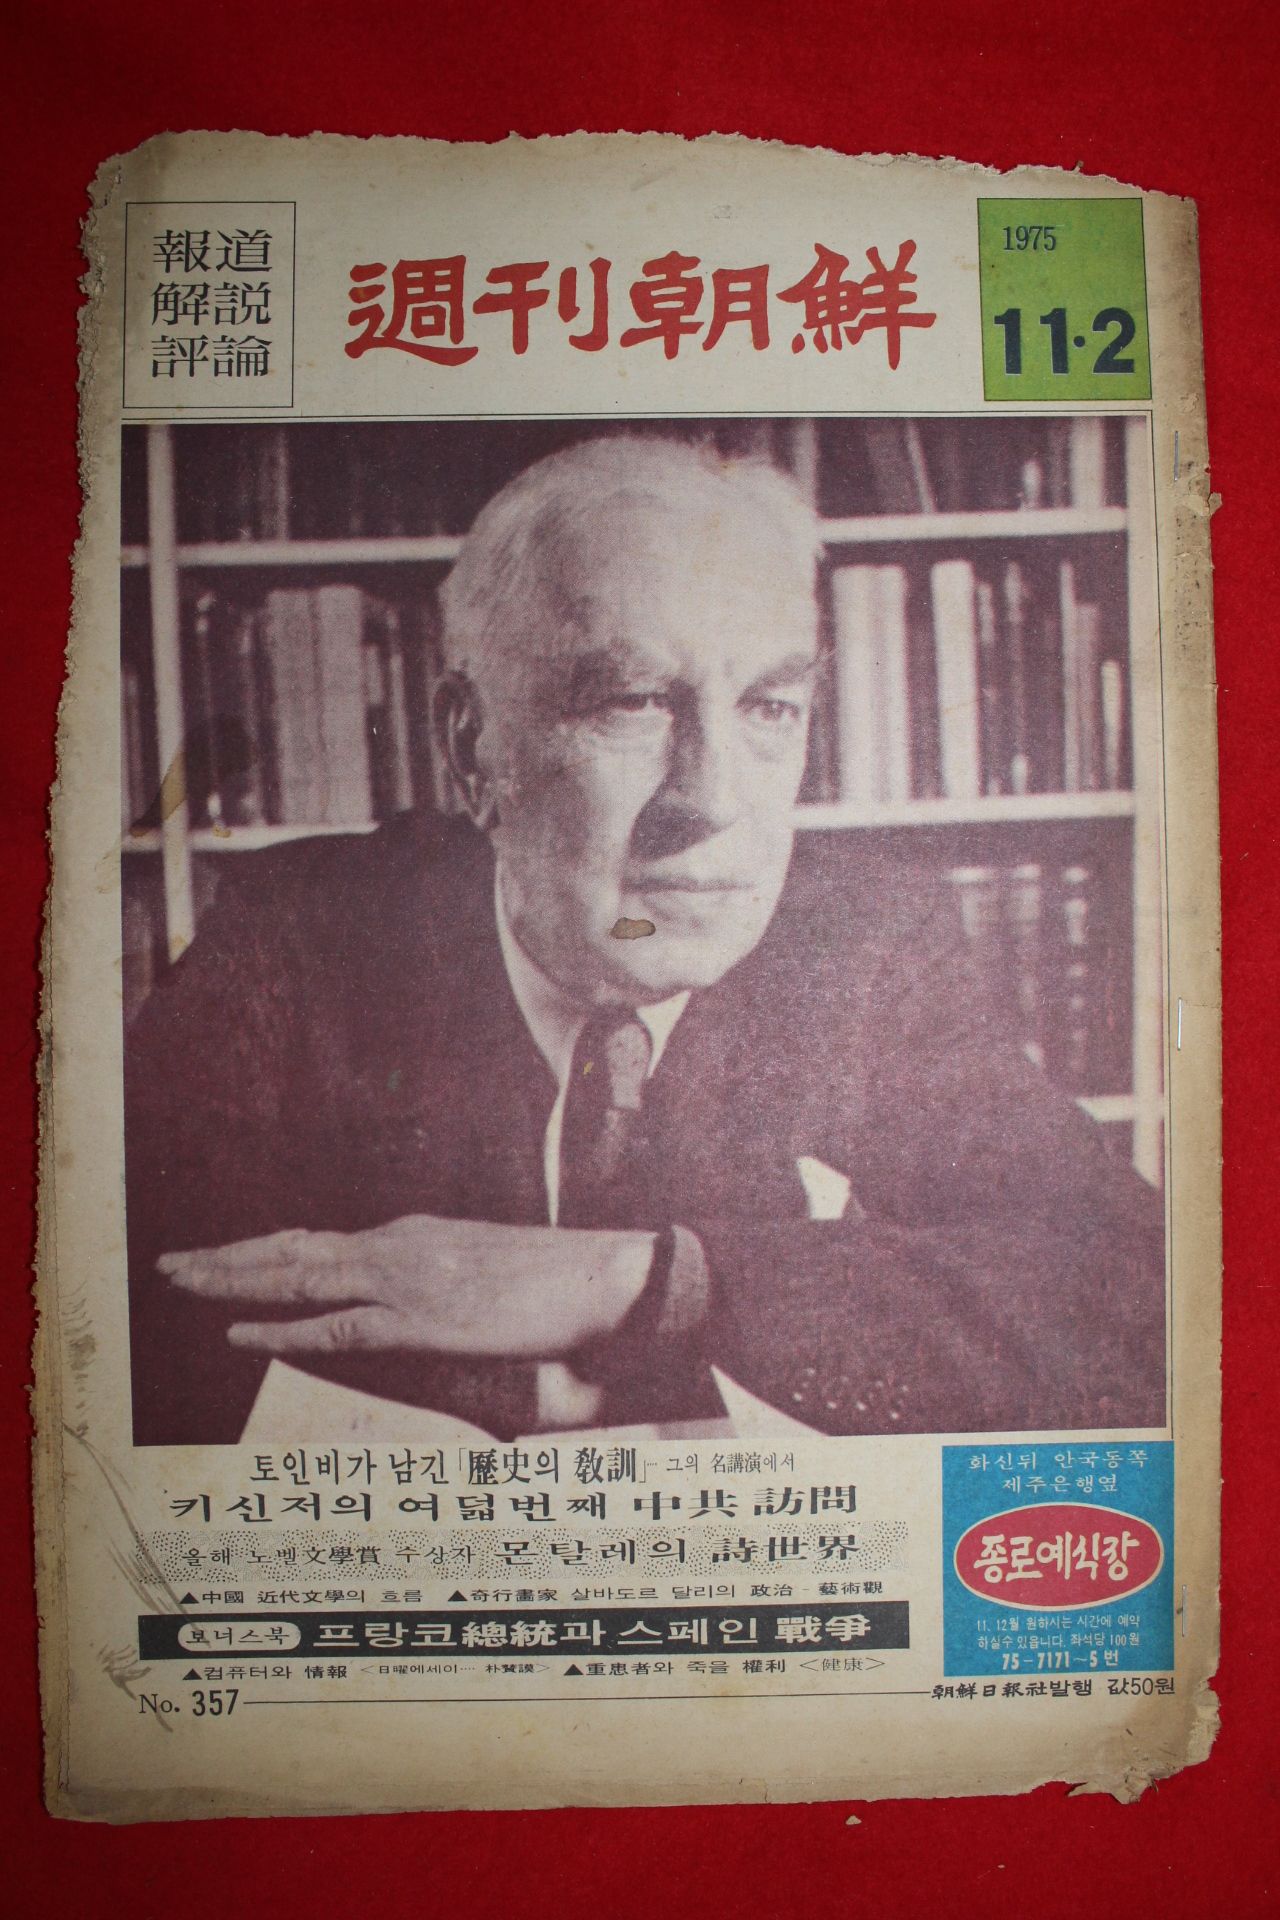 報道
解説
評論
週刊朝鮮
1975
11·2
토인비가 남긴「歷史의 敎訓」… 그의 名講演에서
키신저의 여덟번째 中共 訪問
올해 노벨文學賞 수상자 몬탈레의 詩世界
▲中國 近代文學의 흐름 ▲奇行畫家 살바도르 달리의 政治 - 藝術觀
보너스북 프랑코總統과 스페인 戰爭
▲컴퓨터와 情報 <日曜에세이…. 朴贊謨> ▲重患者와 죽을 權利 <健康>
No. 357
화신뒤 안국동쪽
제주은행옆
종로예식장
11, 12월 원하시는 시간에 예약
하실수 있읍니다. 좌석당 100원
75-7171~5번
朝鮮日報社발행 값50원